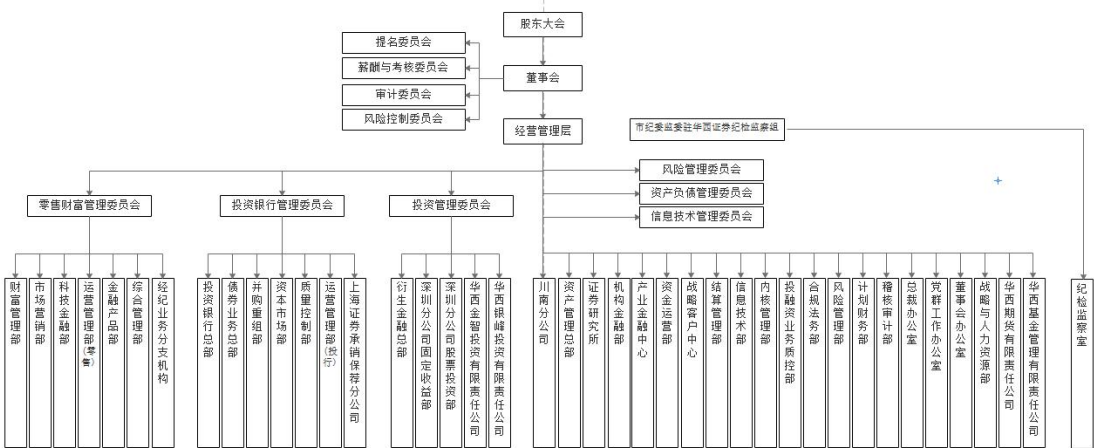 股东大会
提名委员会
薪酬与考核委员会
董事会
审计委员会
风险控制委员会
经营管理层
市纪委监委驻华西证券纪检监察组
风险管理委员会
资产负债管理委员会
信息技术管理委员会
零售财富管理委员会
投资银行管理委员会
投资管理委员会
财富管理部
市场营销部
科技金融部
运营管理部(零售)
金融产品部
综合管理部
经纪业务分支机构
投资银行总部
债券业务总部
并购重组部
资本市场部
质量控制部
运营管理部(投行)
上海证券承销保荐分公司
衍生金融总部
深圳分公司固定收益部
深圳分公司股票投资部
华西金智投资有限责任公司
华西银峰投资有限责任公司
川南分公司
资产管理总部
证券研究所
机构金融部
产业金融中心
资金运营部
战略客户中心
结算管理部
信息技术部
内核管理部
投融资业务质控部
合规法务部
风险管理部
计划财务部
稽核审计部
总裁办公室
党群工作办公室
董事会办公室
战略与人力资源部
华西期货有限责任公司
华西基金管理有限责任公司
纪检监察室